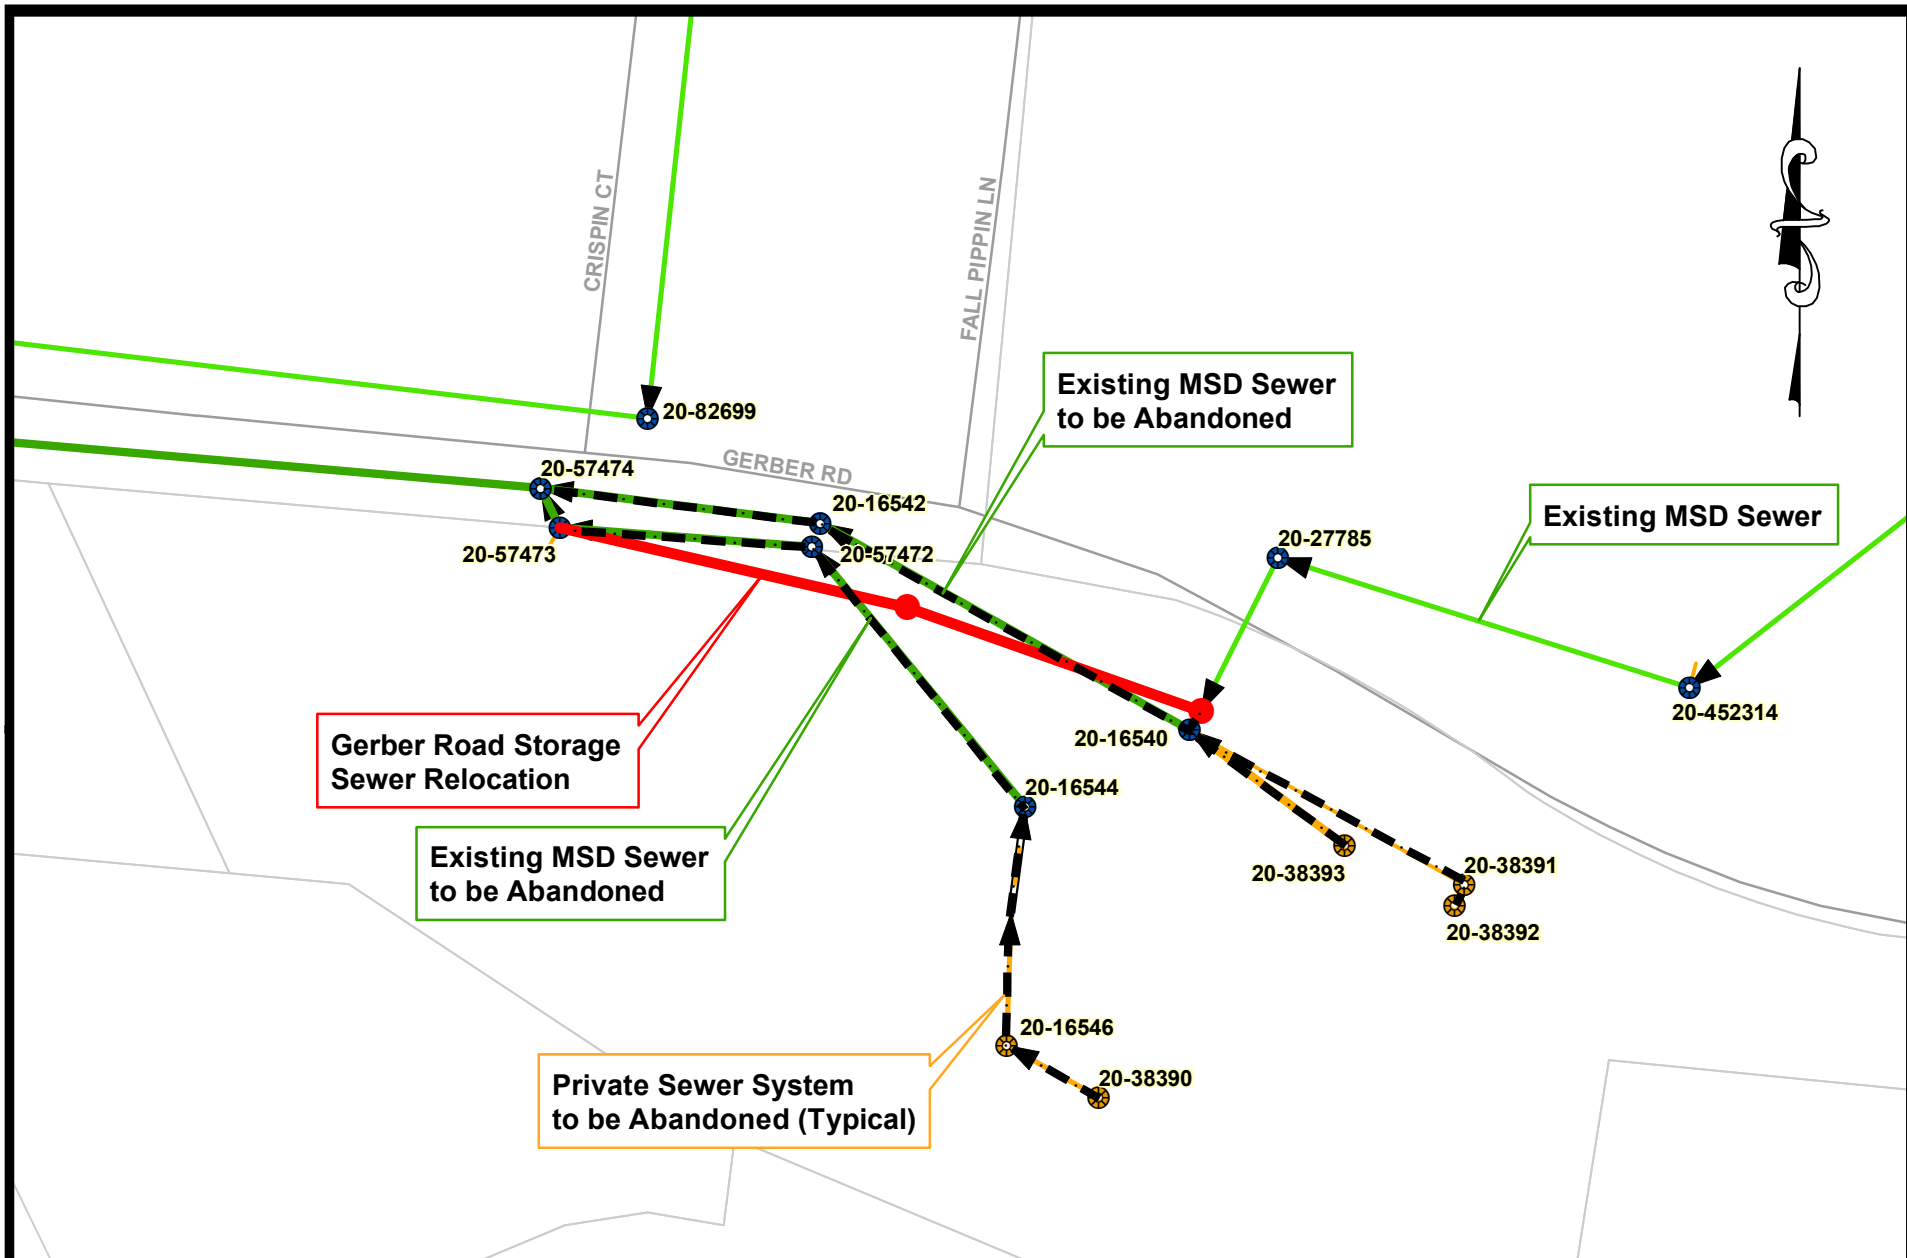 CRISPIN CT
FALL PIPPIN LN
Existing MSD Sewer
to be Abandoned
20-82699
GERBER RD
20-57474
20-16542
Existing MSD Sewer
20-27785
20-57473
20-57472
20-452314
20-16540
Gerber Road Storage
Sewer Relocation
20-16544
Existing MSD Sewer
to be Abandoned
20-38393
20-38391
20-38392
20-16546
20-38390
Private Sewer System
to be Abandoned (Typical)